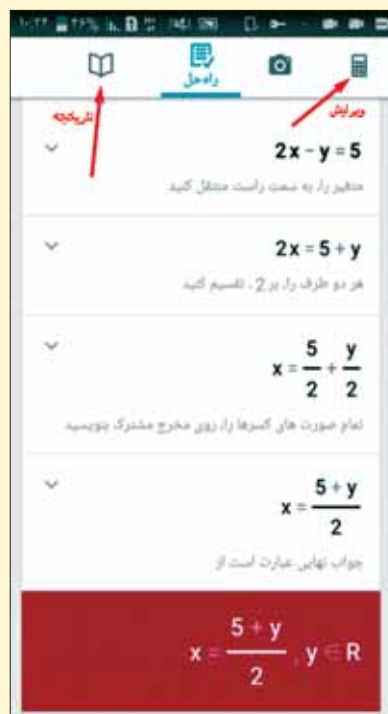 ۱۰:۲۴
راه‌حل
تاریخچه
ویرایش
2x - y = 5
متغیر را، به سمت راست منتقل کنید
2x = 5 + y
هر دو طرف را، بر 2، تقسیم کنید
x = 5/2 + y/2
تمام صورت های کسرها را، روی مخرج مشترک بنویسید
x = (5 + y)/2
جواب نهایی عبارت است از
x = (5 + y)/2 , y ∈ R